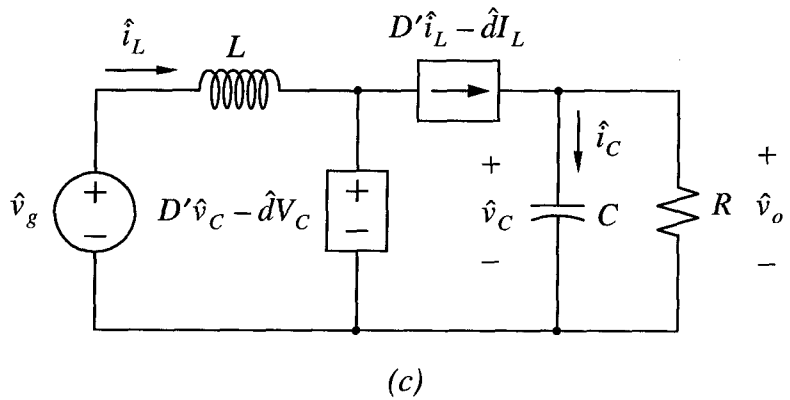 î_L
L
D′î_L – d̂I_L
+
–
v̂_g
D′v̂_C – d̂V_C
+
–
+
v̂_C
–
î_C
C
R
+
v̂_o
–
(c)